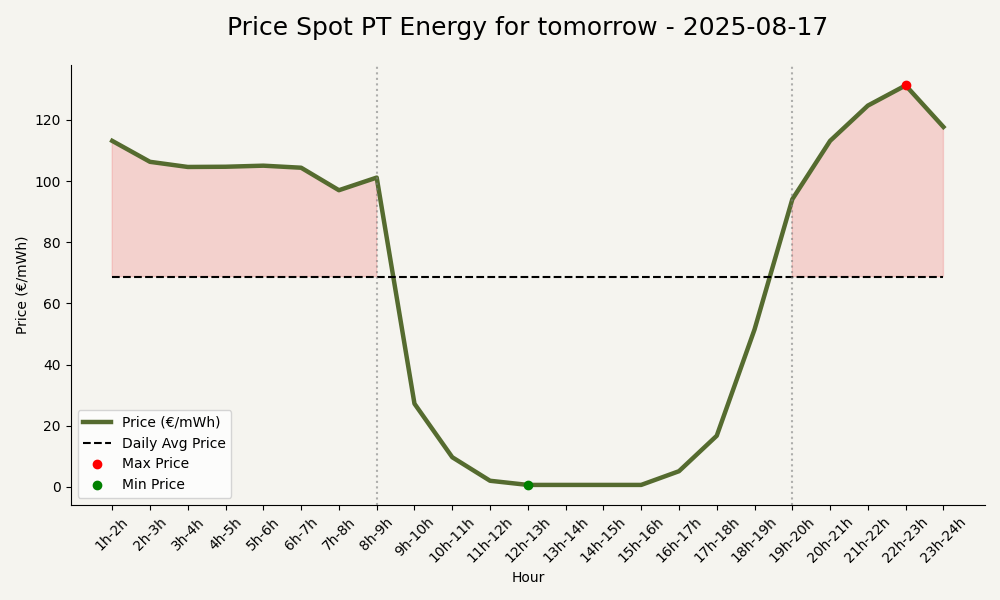 Price Spot PT Energy for tomorrow - 2025-08-17
Price (€/mWh)
120
100
80
60
40
20
0
Price (€/mWh)
Daily Avg Price
Max Price
Min Price
1h-2h
2h-3h
3h-4h
4h-5h
5h-6h
6h-7h
7h-8h
8h-9h
9h-10h
10h-11h
11h-12h
12h-13h
13h-14h
14h-15h
15h-16h
16h-17h
17h-18h
18h-19h
19h-20h
20h-21h
21h-22h
22h-23h
23h-24h
Hour